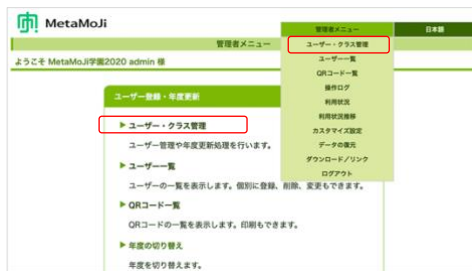 MetaMoJi
管理者メニュー 日本語
管理者メニュー
ようこそ MetaMoJi学園2020 admin 様
ユーザー・クラス管理
ユーザー一覧
QRコード一覧
操作ログ
利用状況
利用状況推移
カスタマイズ設定
データの復元
ダウンロード/リンク
ログアウト
ユーザー登録・年度更新
ユーザー・クラス管理
ユーザー管理や年度更新処理を行います。
ユーザー一覧
ユーザーの一覧を表示します。個別に登録、削除、変更もできます。
QRコード一覧
QRコードの一覧を表示します。印刷もできます。
年度の切り替え
年度を切り替えます。